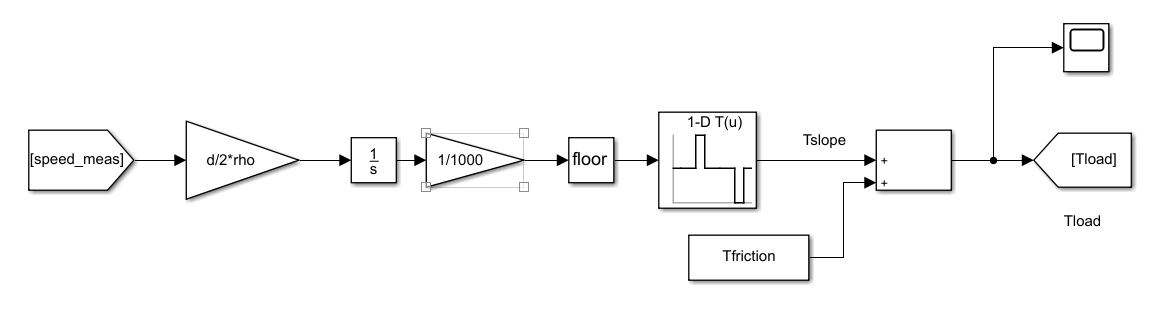 [speed_meas]
d/2*rho
1
s
1/1000
floor
1-D T(u)
Tslope
+
+
[Tload]
Tload
Tfriction